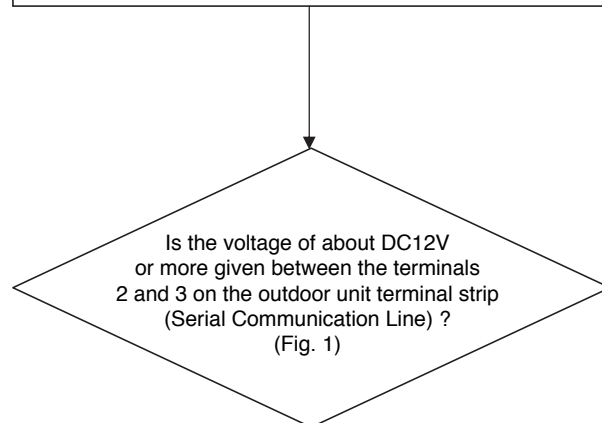 Is the voltage of about DC12V
or more given between the terminals
2 and 3 on the outdoor unit terminal strip
(Serial Communication Line) ?
(Fig. 1)